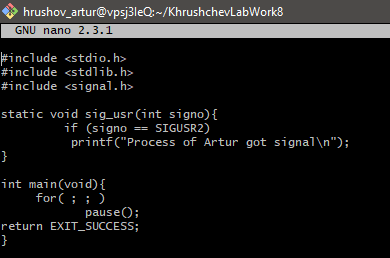 hrushov_artur@vpsj3leQ:~/KhrushchevLabWork8
GNU nano 2.3.1
#include <stdio.h>
#include <stdlib.h>
#include <signal.h>
static void sig_usr(int signo){
if (signo == SIGUSR2)
printf("Process of Artur got signal\n");
}
int main(void){
for( ; ; )
pause();
return EXIT_SUCCESS;
}